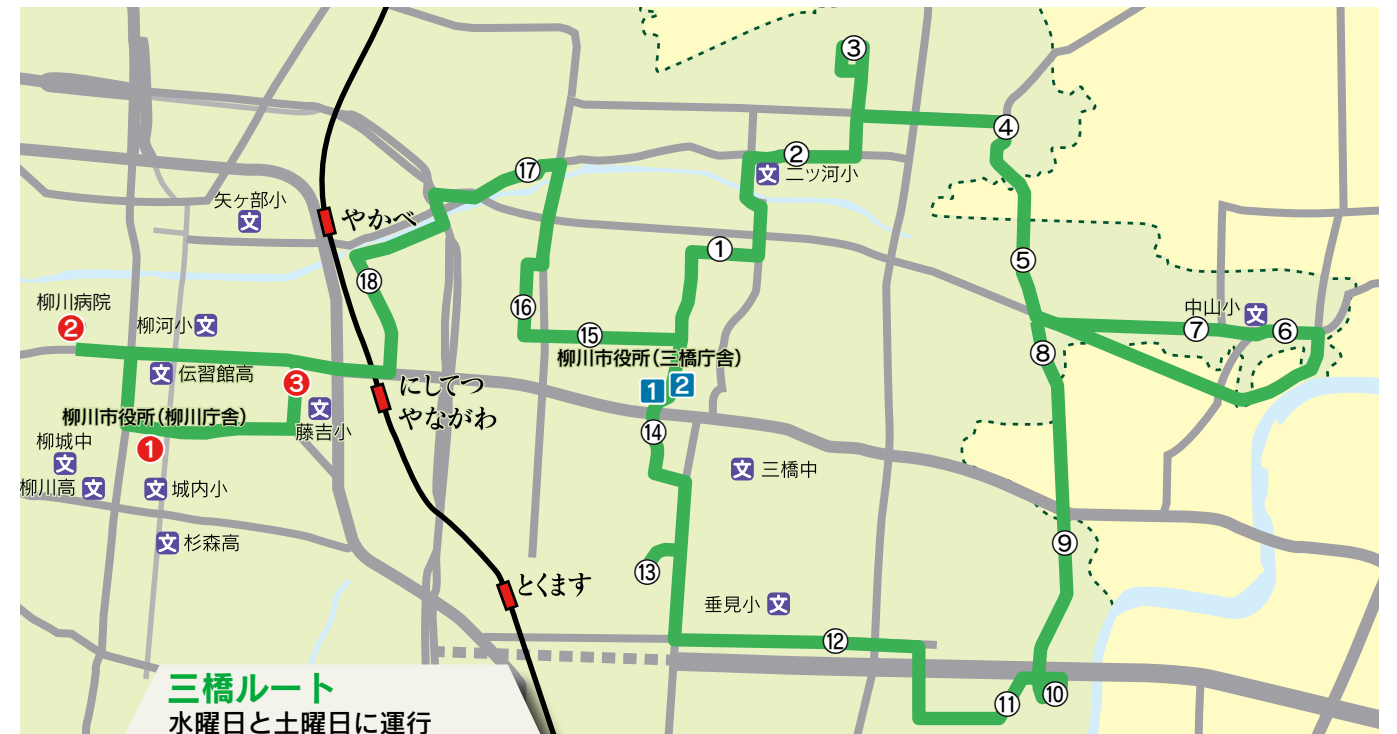 ③
④
⑰
②
文 二ツ河小
矢ヶ部小
文
やかべ
①
⑤
⑱
柳川病院
❷
柳河小 文
⑯
⑮
中山小 文
⑦
⑥
⑧
柳川市役所(三橋庁舎)
1
2
文 伝習館高
❸
にしてつ
やながわ
柳川市役所(柳川庁舎)
❶
文
藤吉小
⑭
柳城中
文
文 三橋中
柳川高 文
文 城内小
文 杉森高
⑨
⑬
とくます
垂見小 文
⑫
⑩
⑪
三橋ルート
水曜日と土曜日に運行